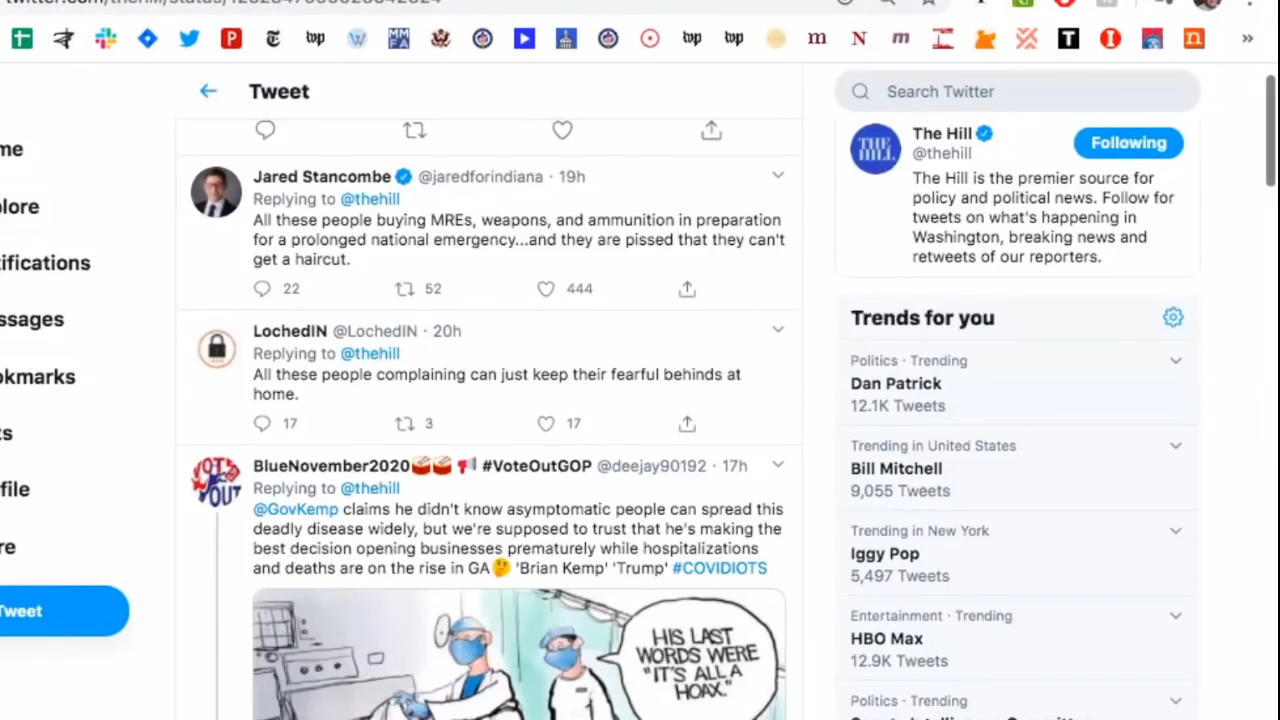 Tweet
Search Twitter
The Hill
@thehill
Following
The Hill is the premier source for
policy and political news. Follow for
tweets on what's happening in
Washington, breaking news and
retweets of our reporters.
me
plore
tifications
ssages
okmarks
ts
file
re
Tweet
Jared Stancombe @jaredforindiana · 19h
Replying to @thehill
All these people buying MREs, weapons, and ammunition in preparation
for a prolonged national emergency...and they are pissed that they can't
get a haircut.
22 52 444
LochedIN @LochedIN · 20h
Replying to @thehill
All these people complaining can just keep their fearful behinds at
home.
17 3 17
BlueNovember2020🥁🥁 📢 #VoteOutGOP @deejay90192 · 17h
Replying to @thehill
@GovKemp claims he didn't know asymptomatic people can spread this
deadly disease widely, but we're supposed to trust that he's making the
best decision opening businesses prematurely while hospitalizations
and deaths are on the rise in GA🤔 'Brian Kemp' 'Trump' #COVIDIOTS
HIS LAST
WORDS WERE
"IT'S ALL A
HOAX."
Trends for you
Politics · Trending
Dan Patrick
12.1K Tweets
Trending in United States
Bill Mitchell
9,055 Tweets
Trending in New York
Iggy Pop
5,497 Tweets
Entertainment · Trending
HBO Max
12.9K Tweets
Politics · Trending